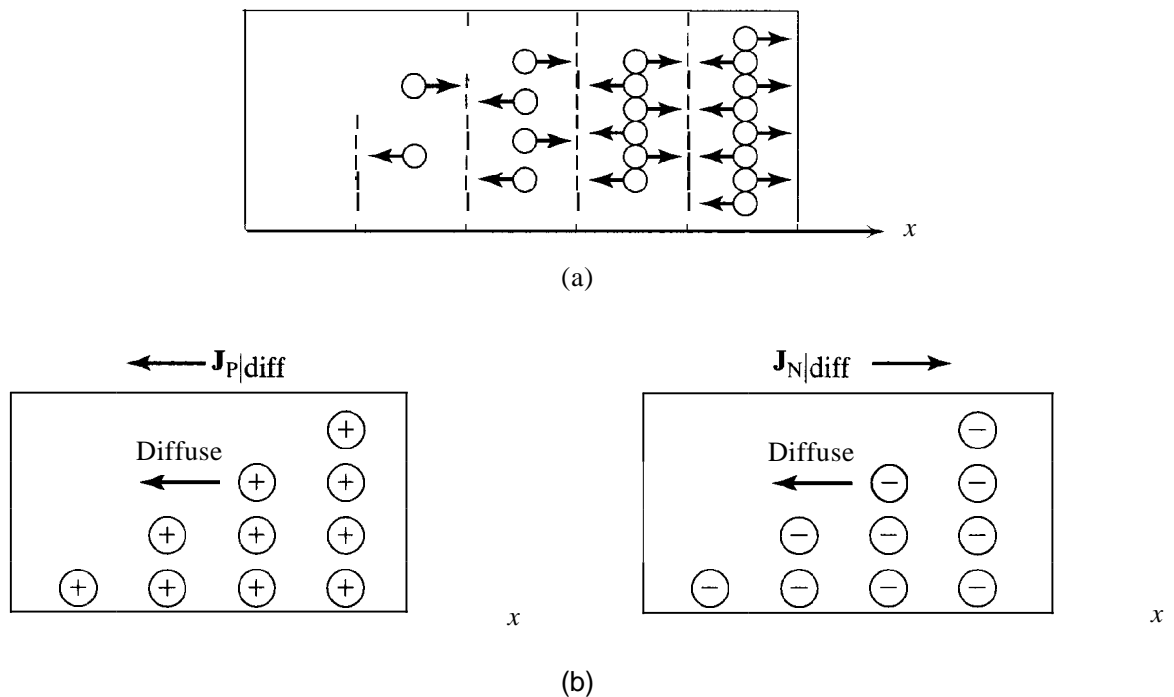 x
(a)
J_P|diff
J_N|diff
Diffuse
Diffuse
+ −
+ + − −
+ + + − − −
+ + + + − − − −
x
x
(b)